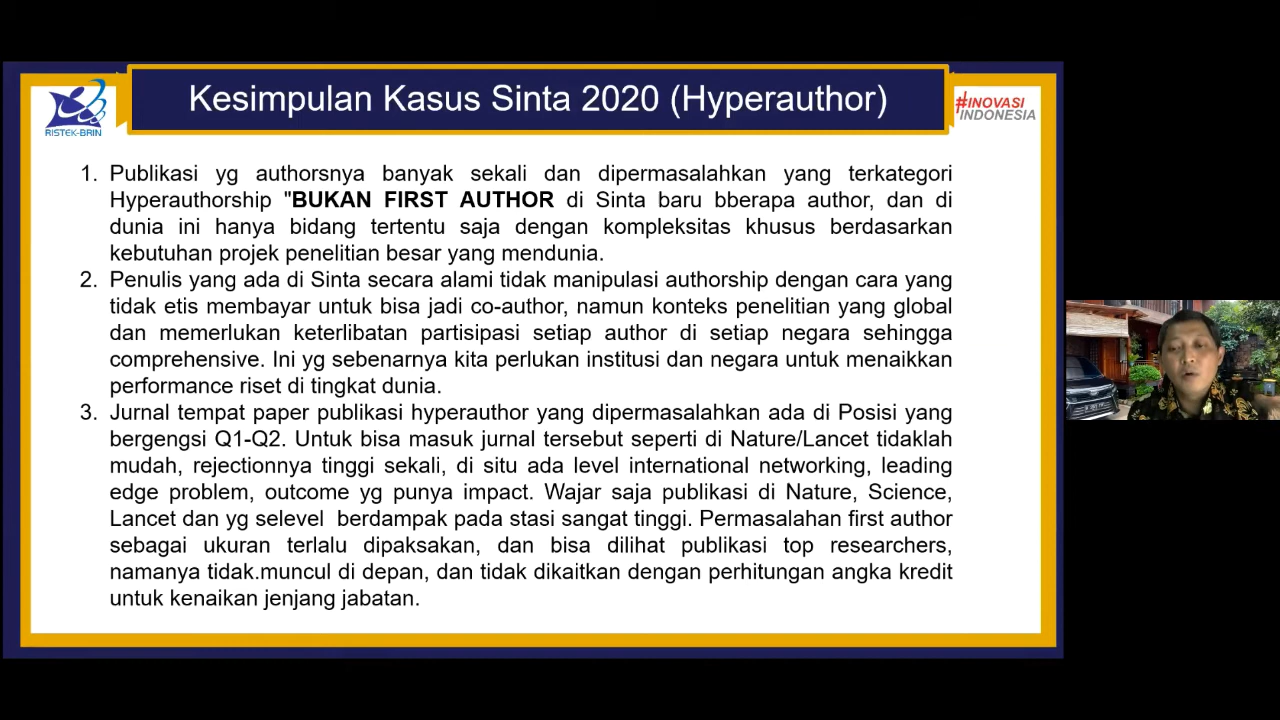 Kesimpulan Kasus Sinta 2020 (Hyperauthor)
RISTEK-BRIN
#INOVASI
INDONESIA
1. Publikasi yg authorsnya banyak sekali dan dipermasalahkan yang terkategori
Hyperauthorship "BUKAN FIRST AUTHOR di Sinta baru bberapa author, dan di
dunia ini hanya bidang tertentu saja dengan kompleksitas khusus berdasarkan
kebutuhan projek penelitian besar yang mendunia.
2. Penulis yang ada di Sinta secara alami tidak manipulasi authorship dengan cara yang
tidak etis membayar untuk bisa jadi co-author, namun konteks penelitian yang global
dan memerlukan keterlibatan partisipasi setiap author di setiap negara sehingga
comprehensive. Ini yg sebenarnya kita perlukan institusi dan negara untuk menaikkan
performance riset di tingkat dunia.
3. Jurnal tempat paper publikasi hyperauthor yang dipermasalahkan ada di Posisi yang
bergengsi Q1-Q2. Untuk bisa masuk jurnal tersebut seperti di Nature/Lancet tidaklah
mudah, rejectionnya tinggi sekali, di situ ada level international networking, leading
edge problem, outcome yg punya impact. Wajar saja publikasi di Nature, Science,
Lancet dan yg selevel berdampak pada stasi sangat tinggi. Permasalahan first author
sebagai ukuran terlalu dipaksakan, dan bisa dilihat publikasi top researchers,
namanya tidak.muncul di depan, dan tidak dikaitkan dengan perhitungan angka kredit
untuk kenaikan jenjang jabatan.